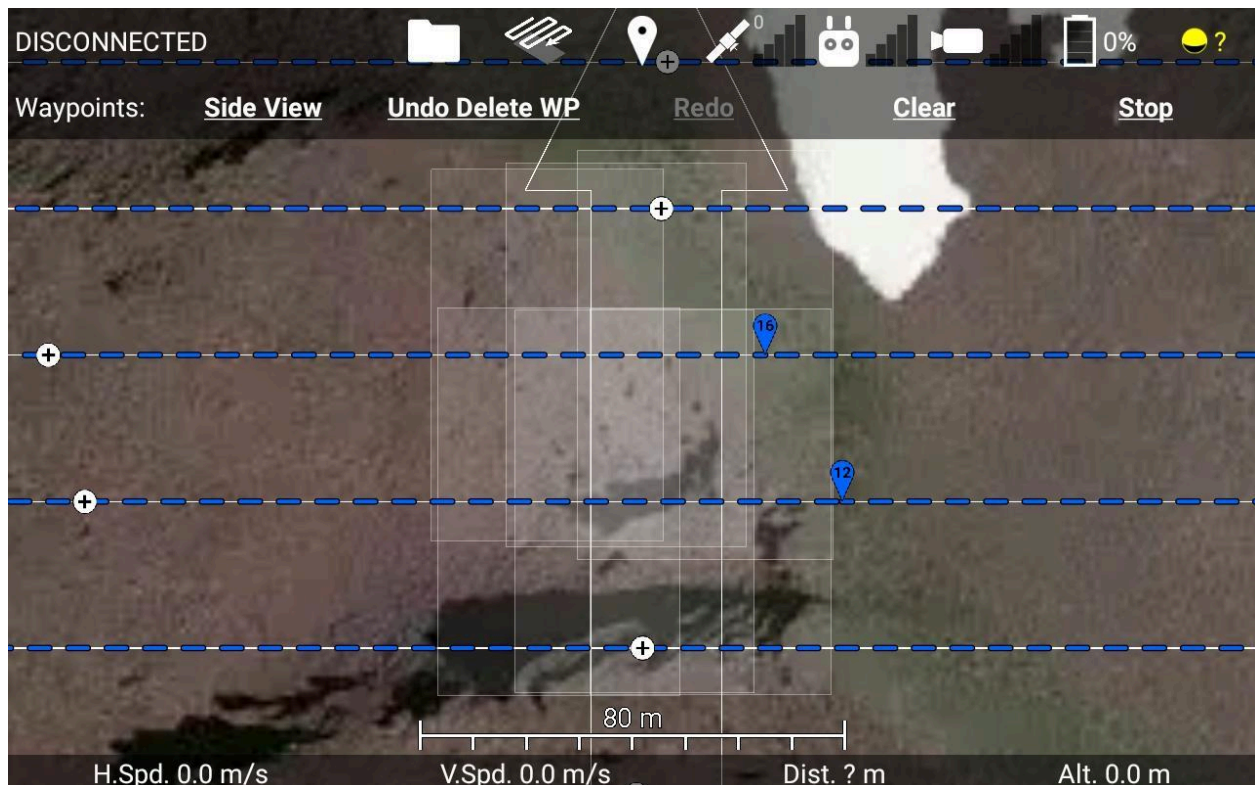 DISCONNECTED 0 0% ?
Waypoints: Side View Undo Delete WP Redo Clear Stop
16
12
80 m
H.Spd. 0.0 m/s V.Spd. 0.0 m/s Dist. ? m Alt. 0.0 m